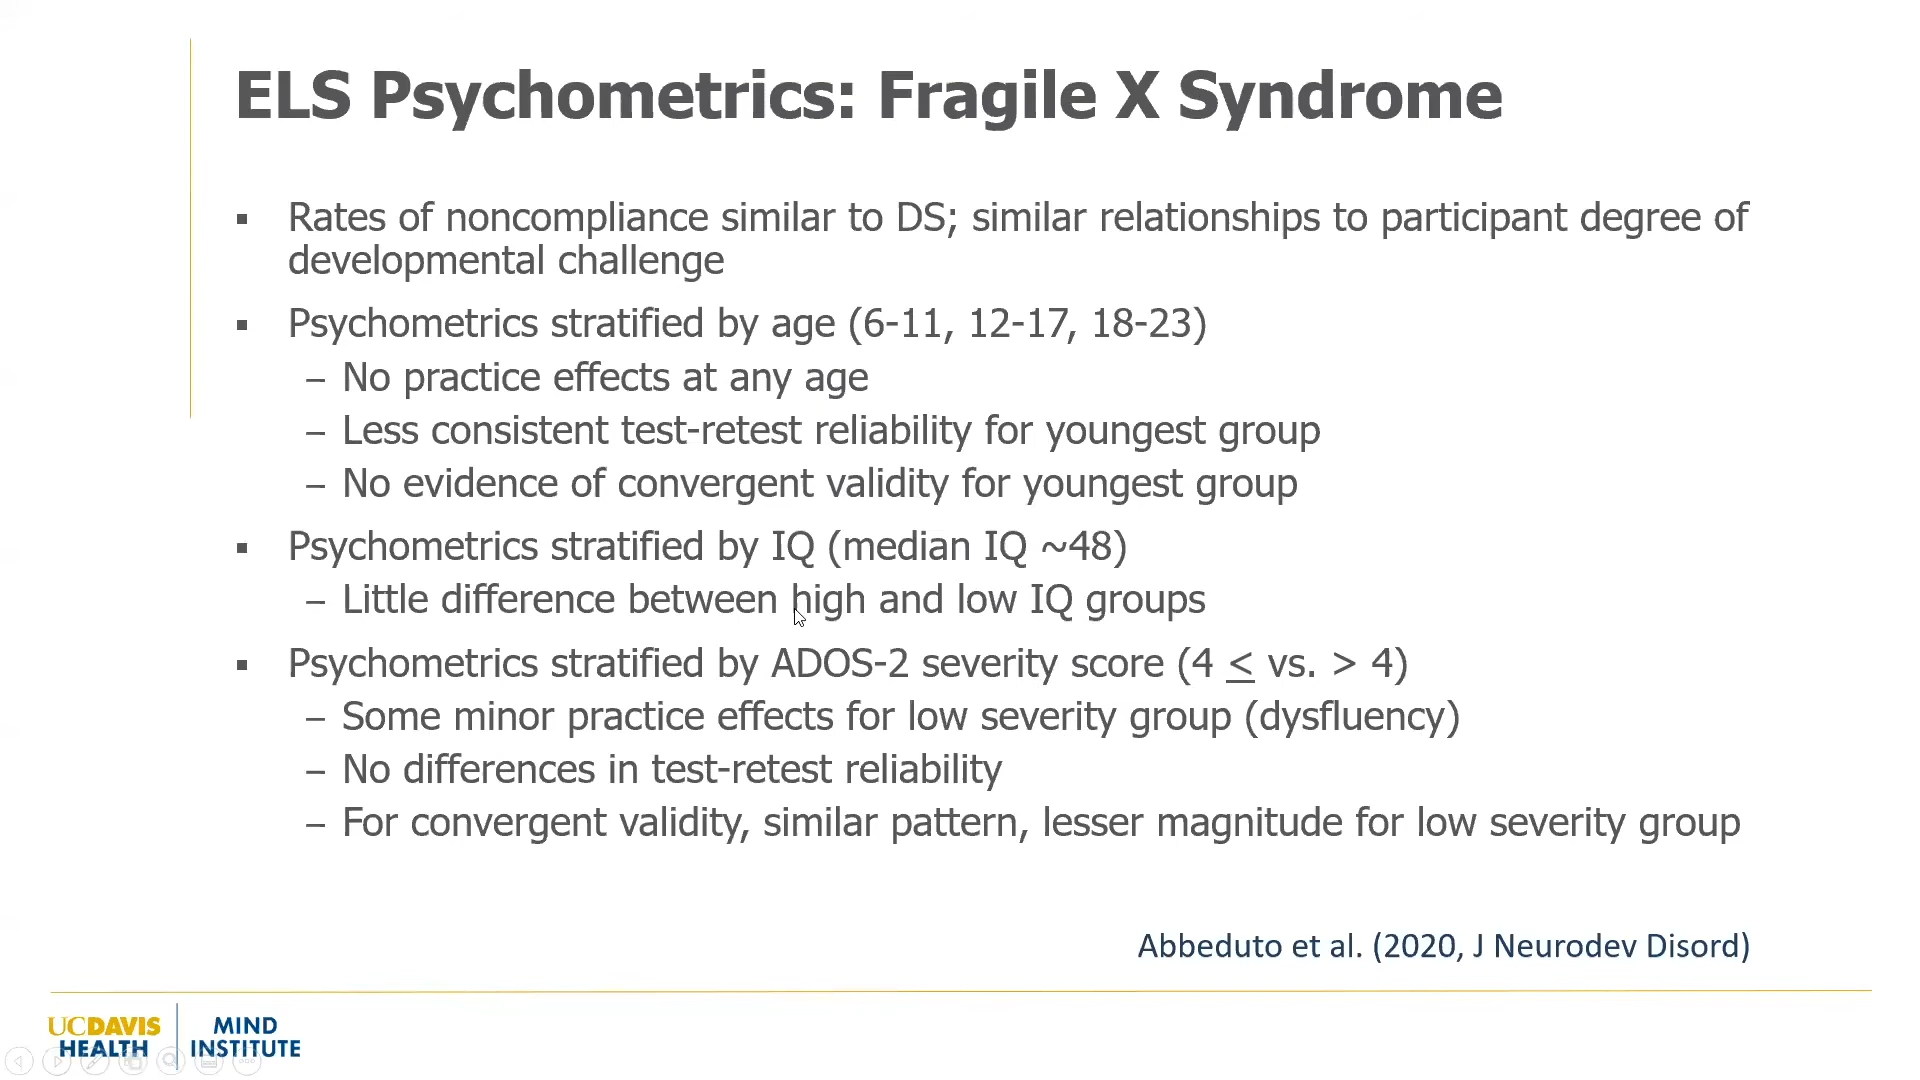 ELS Psychometrics: Fragile X Syndrome
▪ Rates of noncompliance similar to DS; similar relationships to participant degree of
developmental challenge
▪ Psychometrics stratified by age (6-11, 12-17, 18-23)
– No practice effects at any age
– Less consistent test-retest reliability for youngest group
– No evidence of convergent validity for youngest group
▪ Psychometrics stratified by IQ (median IQ ~48)
– Little difference between high and low IQ groups
▪ Psychometrics stratified by ADOS-2 severity score (4 < vs. > 4)
– Some minor practice effects for low severity group (dysfluency)
– No differences in test-retest reliability
– For convergent validity, similar pattern, lesser magnitude for low severity group
Abbeduto et al. (2020, J Neurodev Disord)
UCDAVIS
HEALTH
MIND
INSTITUTE